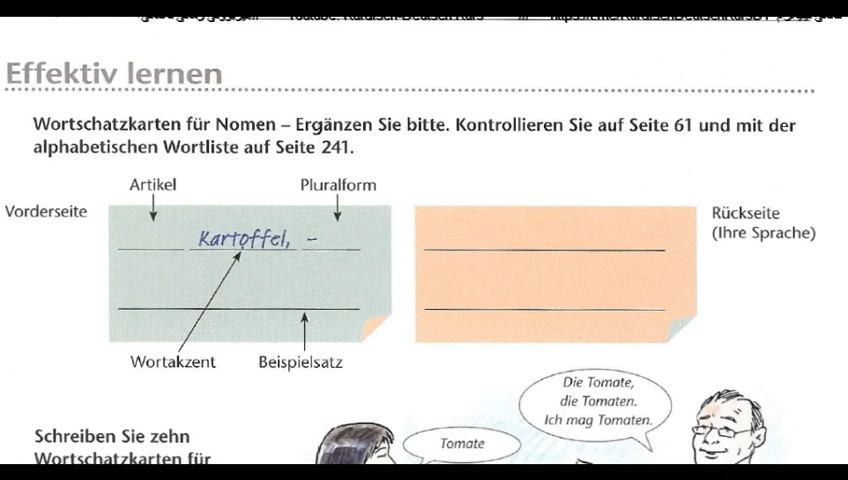 Effektiv lernen
Wortschatzkarten für Nomen – Ergänzen Sie bitte. Kontrollieren Sie auf Seite 61 und mit der
alphabetischen Wortliste auf Seite 241.
Artikel
Pluralform
Vorderseite
Kartoffel, -
Rückseite
(Ihre Sprache)
Wortakzent
Beispielsatz
Die Tomate,
die Tomaten.
Ich mag Tomaten.
Tomate
Schreiben Sie zehn
Wortschatzkarten für